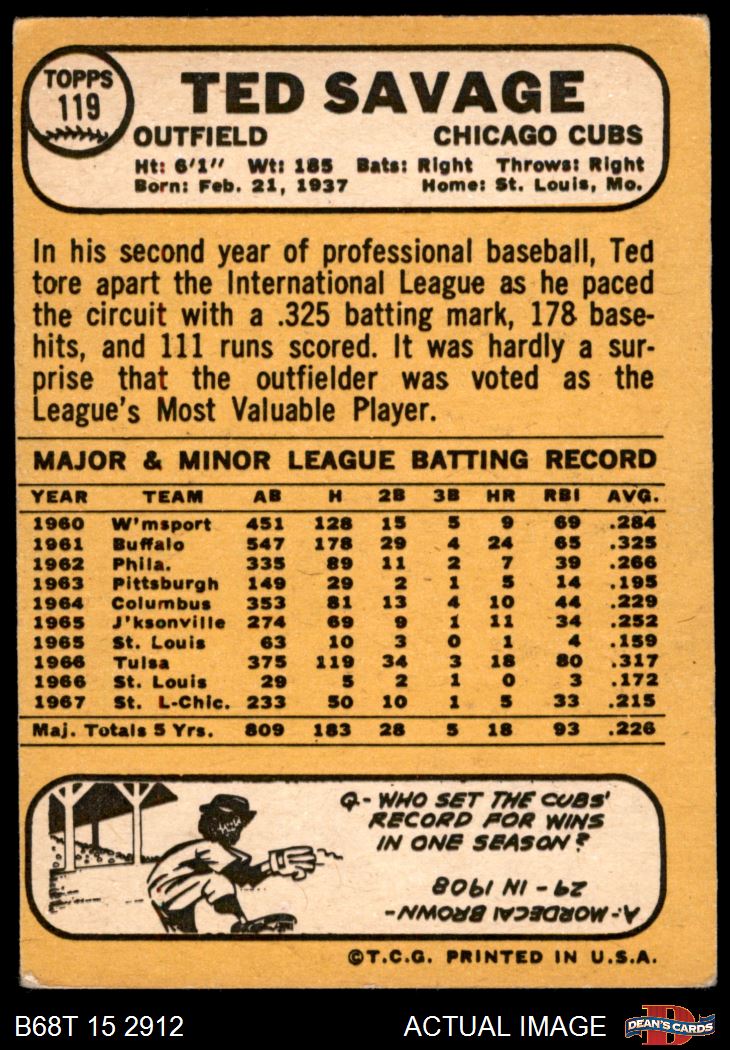 TOPPS
119
TED SAVAGE
OUTFIELD CHICAGO CUBS
Ht: 6'1" Wt: 185 Bats: Right Throws: Right
Born: Feb. 21, 1937 Home: St. Louis, Mo.
In his second year of professional baseball, Ted
tore apart the International League as he paced
the circuit with a .325 batting mark, 178 base-
hits, and 111 runs scored. It was hardly a sur-
prise that the outfielder was voted as the
League's Most Valuable Player.
MAJOR & MINOR LEAGUE BATTING RECORD
YEAR TEAM AB H 2B 3B HR RBI AVG.
1960 W'msport 451 128 15 5 9 69 .284
1961 Buffalo 547 178 29 4 24 65 .325
1962 Phila. 335 89 11 2 7 39 .266
1963 Pittsburgh 149 29 2 1 5 14 .195
1964 Columbus 353 81 13 4 10 44 .229
1965 J'ksonville 274 69 9 1 11 34 .252
1965 St. Louis 63 10 3 0 1 4 .159
1966 Tulsa 375 119 34 3 18 80 .317
1966 St. Louis 29 5 2 1 0 3 .172
1967 St. L-Chic. 233 50 10 1 5 33 .215
Maj. Totals 5 Yrs. 809 183 28 5 18 93 .226
Q.- WHO SET THE CUBS'
RECORD FOR WINS
IN ONE SEASON?
A.- MORDECAI BROWN -
29 - IN 1908
©T.C.G. PRINTED IN U.S.A.
B68T 15 2912 ACTUAL IMAGE D DEAN'S CARDS